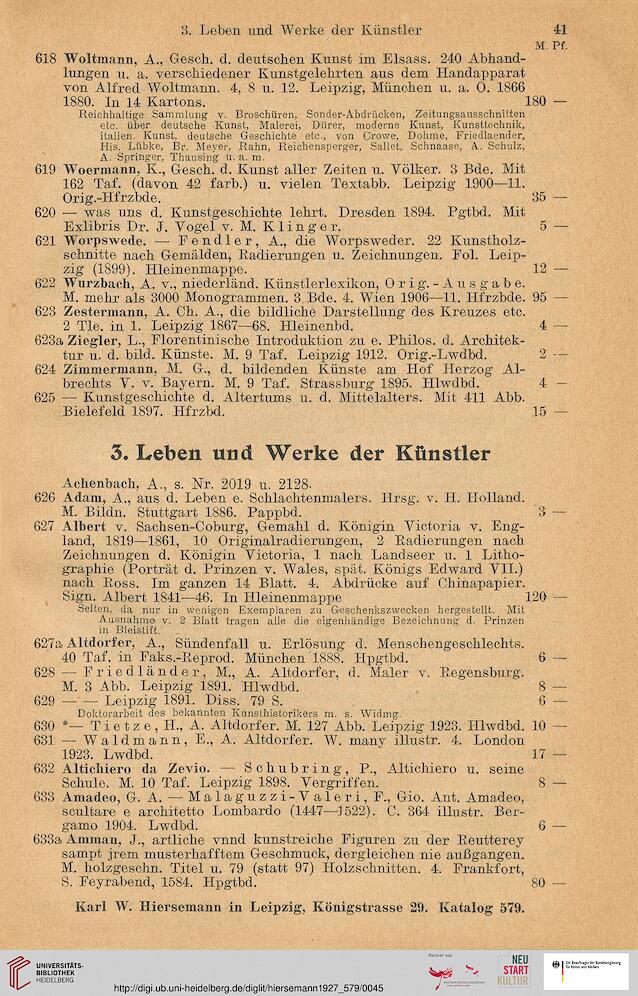 3. Leben und Werke der Künstler 41
M. Pf.
618 Woltmann, A., Gesch. d. deutschen Kunst im Elsass. 240 Abhand-
lungen u. a. verschiedener Kunstgelehrten aus dem Handapparat
von Alfred Woltmann. 4, 8 u. 12. Leipzig, München u. a. O. 1866
1880. In 14 Kartons. 180 —
Reichhaltige Sammlung v. Broschüren, Sonder-Abdrücken, Zeitungsausschnitten
etc. über deutsche Kunst, Malerei, Dürer, moderne Kunst, Kunsttechnik,
italien. Kunst, deutsche Geschichte etc., von Crowe, Dohme, Friedlaender,
His, Lübke, Br. Meyer, Rahn, Reichensperger, Sallet, Schnaase, A. Schulz,
A. Springer, Thausing u. a. m.
619 Woermann, K., Gesch. d. Kunst aller Zeiten u. Völker. 3 Bde. Mit
162 Taf. (davon 42 farb.) u. vielen Textabb. Leipzig 1900—11.
Orig.-Hfrzbde. 35 —
620 — was uns d. Kunstgeschichte lehrt. Dresden 1894. Pgtbd. Mit
Exlibris Dr. J. Vogel v. M. Klinger. 5 —
621 Worpswede. — Fendler, A., die Worpsweder. 22 Kunstholz-
schnitte nach Gemälden, Radierungen u. Zeichnungen. Fol. Leip-
zig (1899). Hleinenmappe. 12 —
622 Wurzbach, A. v., niederländ. Künstlerlexikon, Orig.-Ausgabe.
M. mehr als 3000 Monogrammen. 3 Bde. 4. Wien 1906—11. Hfrzbde. 95 —
623 Zestermann, A. Ch. A., die bildliche Darstellung des Kreuzes etc.
2 Tle. in 1. Leipzig 1867—68. Hleinenbd. 4 —
623a Ziegler, L., Florentinische Introduktion zu e. Philos. d. Architek-
tur u. d. bild. Künste. M. 9 Taf. Leipzig 1912. Orig.-Lwdbd. 2 —
624 Zimmermann, M. G., d. bildenden Künste am Hof Herzog Al-
brechts V. v. Bayern. M. 9 Taf. Strassburg 1895. Hlwdbd. 4 —
625 — Kunstgeschichte d. Altertums u. d. Mittelalters. Mit 411 Abb.
Bielefeld 1897. Hfrzbd. 15 —
3. Leben und Werke der Künstler
Achenbach, A., s. Nr. 2019 u. 2128.
626 Adam, A., aus d. Leben e. Schlachtenmalers. Hrsg. v. H. Holland.
M. Bildn. Stuttgart 1886. Pappbd. 3 —
627 Albert v. Sachsen-Coburg, Gemahl d. Königin Victoria v. Eng-
land, 1819—1861, 10 Originalradierungen, 2 Radierungen nach
Zeichnungen d. Königin Victoria, 1 nach Landseer u. 1 Litho-
graphie (Porträt d. Prinzen v. Wales, spät. Königs Edward VII.)
nach Ross. Im ganzen 14 Blatt. 4. Abdrücke auf Chinapapier.
Sign. Albert 1841—46. In Hleinenmappe 120 —
Selten, da nur in wenigen Exemplaren zu Geschenkszwecken hergestellt. Mit
Ausnahme v. 2 Blatt tragen alle die eigenhändige Bezeichnung d. Prinzen
in Bleistift.
627a Altdorfer, A., Sündenfall u. Erlösung d. Menschengeschlechts.
40 Taf. in Faks.-Reprod. München 1888. Hpgtbd. 6 —
628 — Friedländer, M., A. Altdorfer, d. Maler v. Regensburg.
M. 3 Abb. Leipzig 1891. Hlwdbd. 8 —
629 — — Leipzig 1891. Diss. 79 S. 6 —
Doktorarbeit des bekannten Kunsthistorikers m. s. Widmg.
630 *— Tietze, H., A. Altdorfer. M. 127 Abb. Leipzig 1923. Hlwdbd. 10 —
631 — Waldmann, E., A. Altdorfer. W. many illustr. 4. London
1923. Lwdbd. 17 —
632 Altichiero da Zevio. — Schubring, P., Altichiero u. seine
Schule. M. 10 Taf. Leipzig 1898. Vergriffen. 8 —
633 Amadeo, G. A. — Malaguzzi-Valeri, F., Gio. Ant. Amadeo,
scultare e architetto Lombardo (1447—1522). C. 364 illustr. Ber-
gamo 1904. Lwdbd. 6 —
633a Amman, J., artliche vnnd kunstreiche Figuren zu der Reutterey
sampt jrem musterhafftem Geschmuck, dergleichen nie außgangen.
M. holzgeschn. Titel u. 79 (statt 97) Holzschnitten. 4. Frankfort,
S. Feyrabend, 1584. Hpgtbd. 80 —
Karl W. Hiersemann in Leipzig, Königstrasse 29. Katalog 579.
UNIVERSITÄTS-
BIBLIOTHEK
HEIDELBERG
http://digi.ub.uni-heidelberg.de/diglit/hiersemann1927_579/0045
Partner von
NEU
START
KULTUR